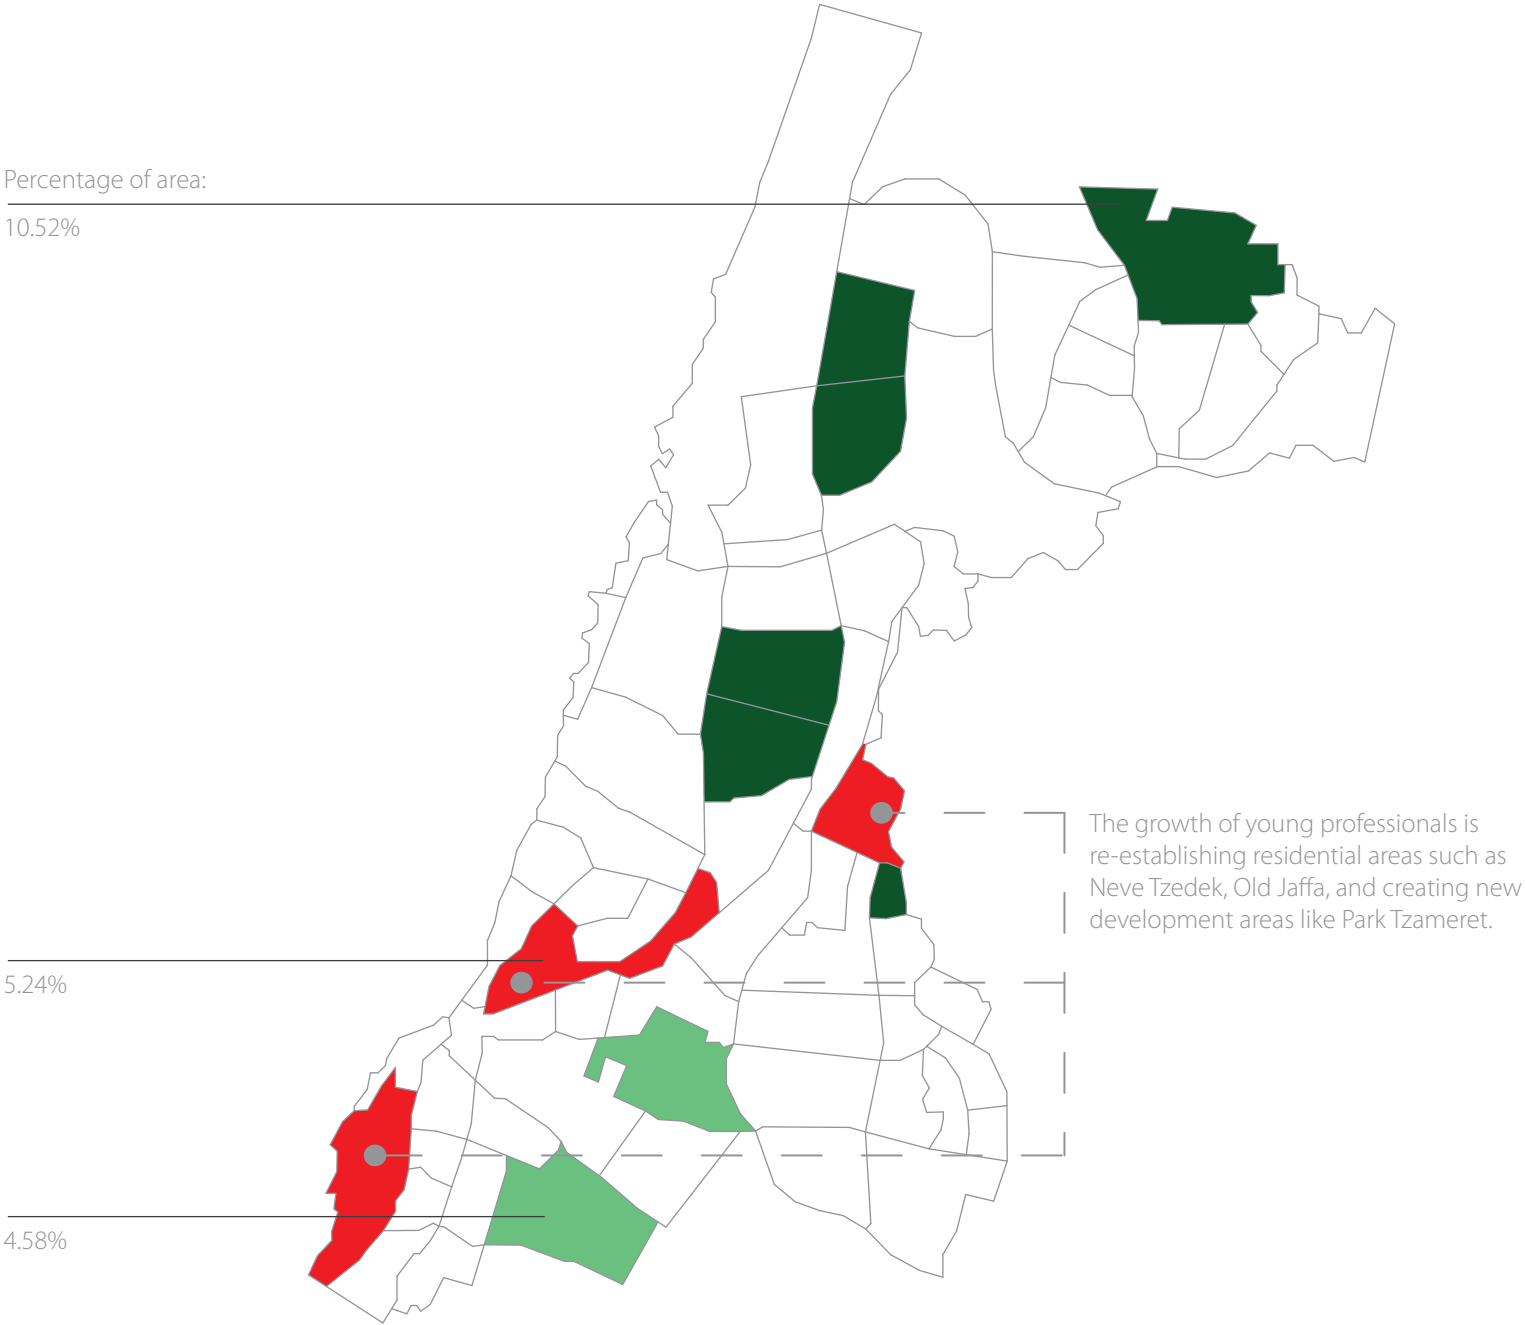 Percentage of area:
10.52%
The growth of young professionals is
re-establishing residential areas such as
Neve Tzedek, Old Jaffa, and creating new
development areas like Park Tzameret.
5.24%
4.58%